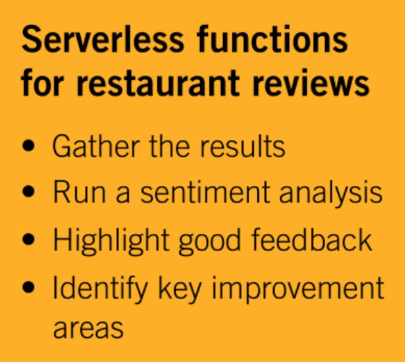 Serverless functions
for restaurant reviews
• Gather the results
• Run a sentiment analysis
• Highlight good feedback
• Identify key improvement
areas